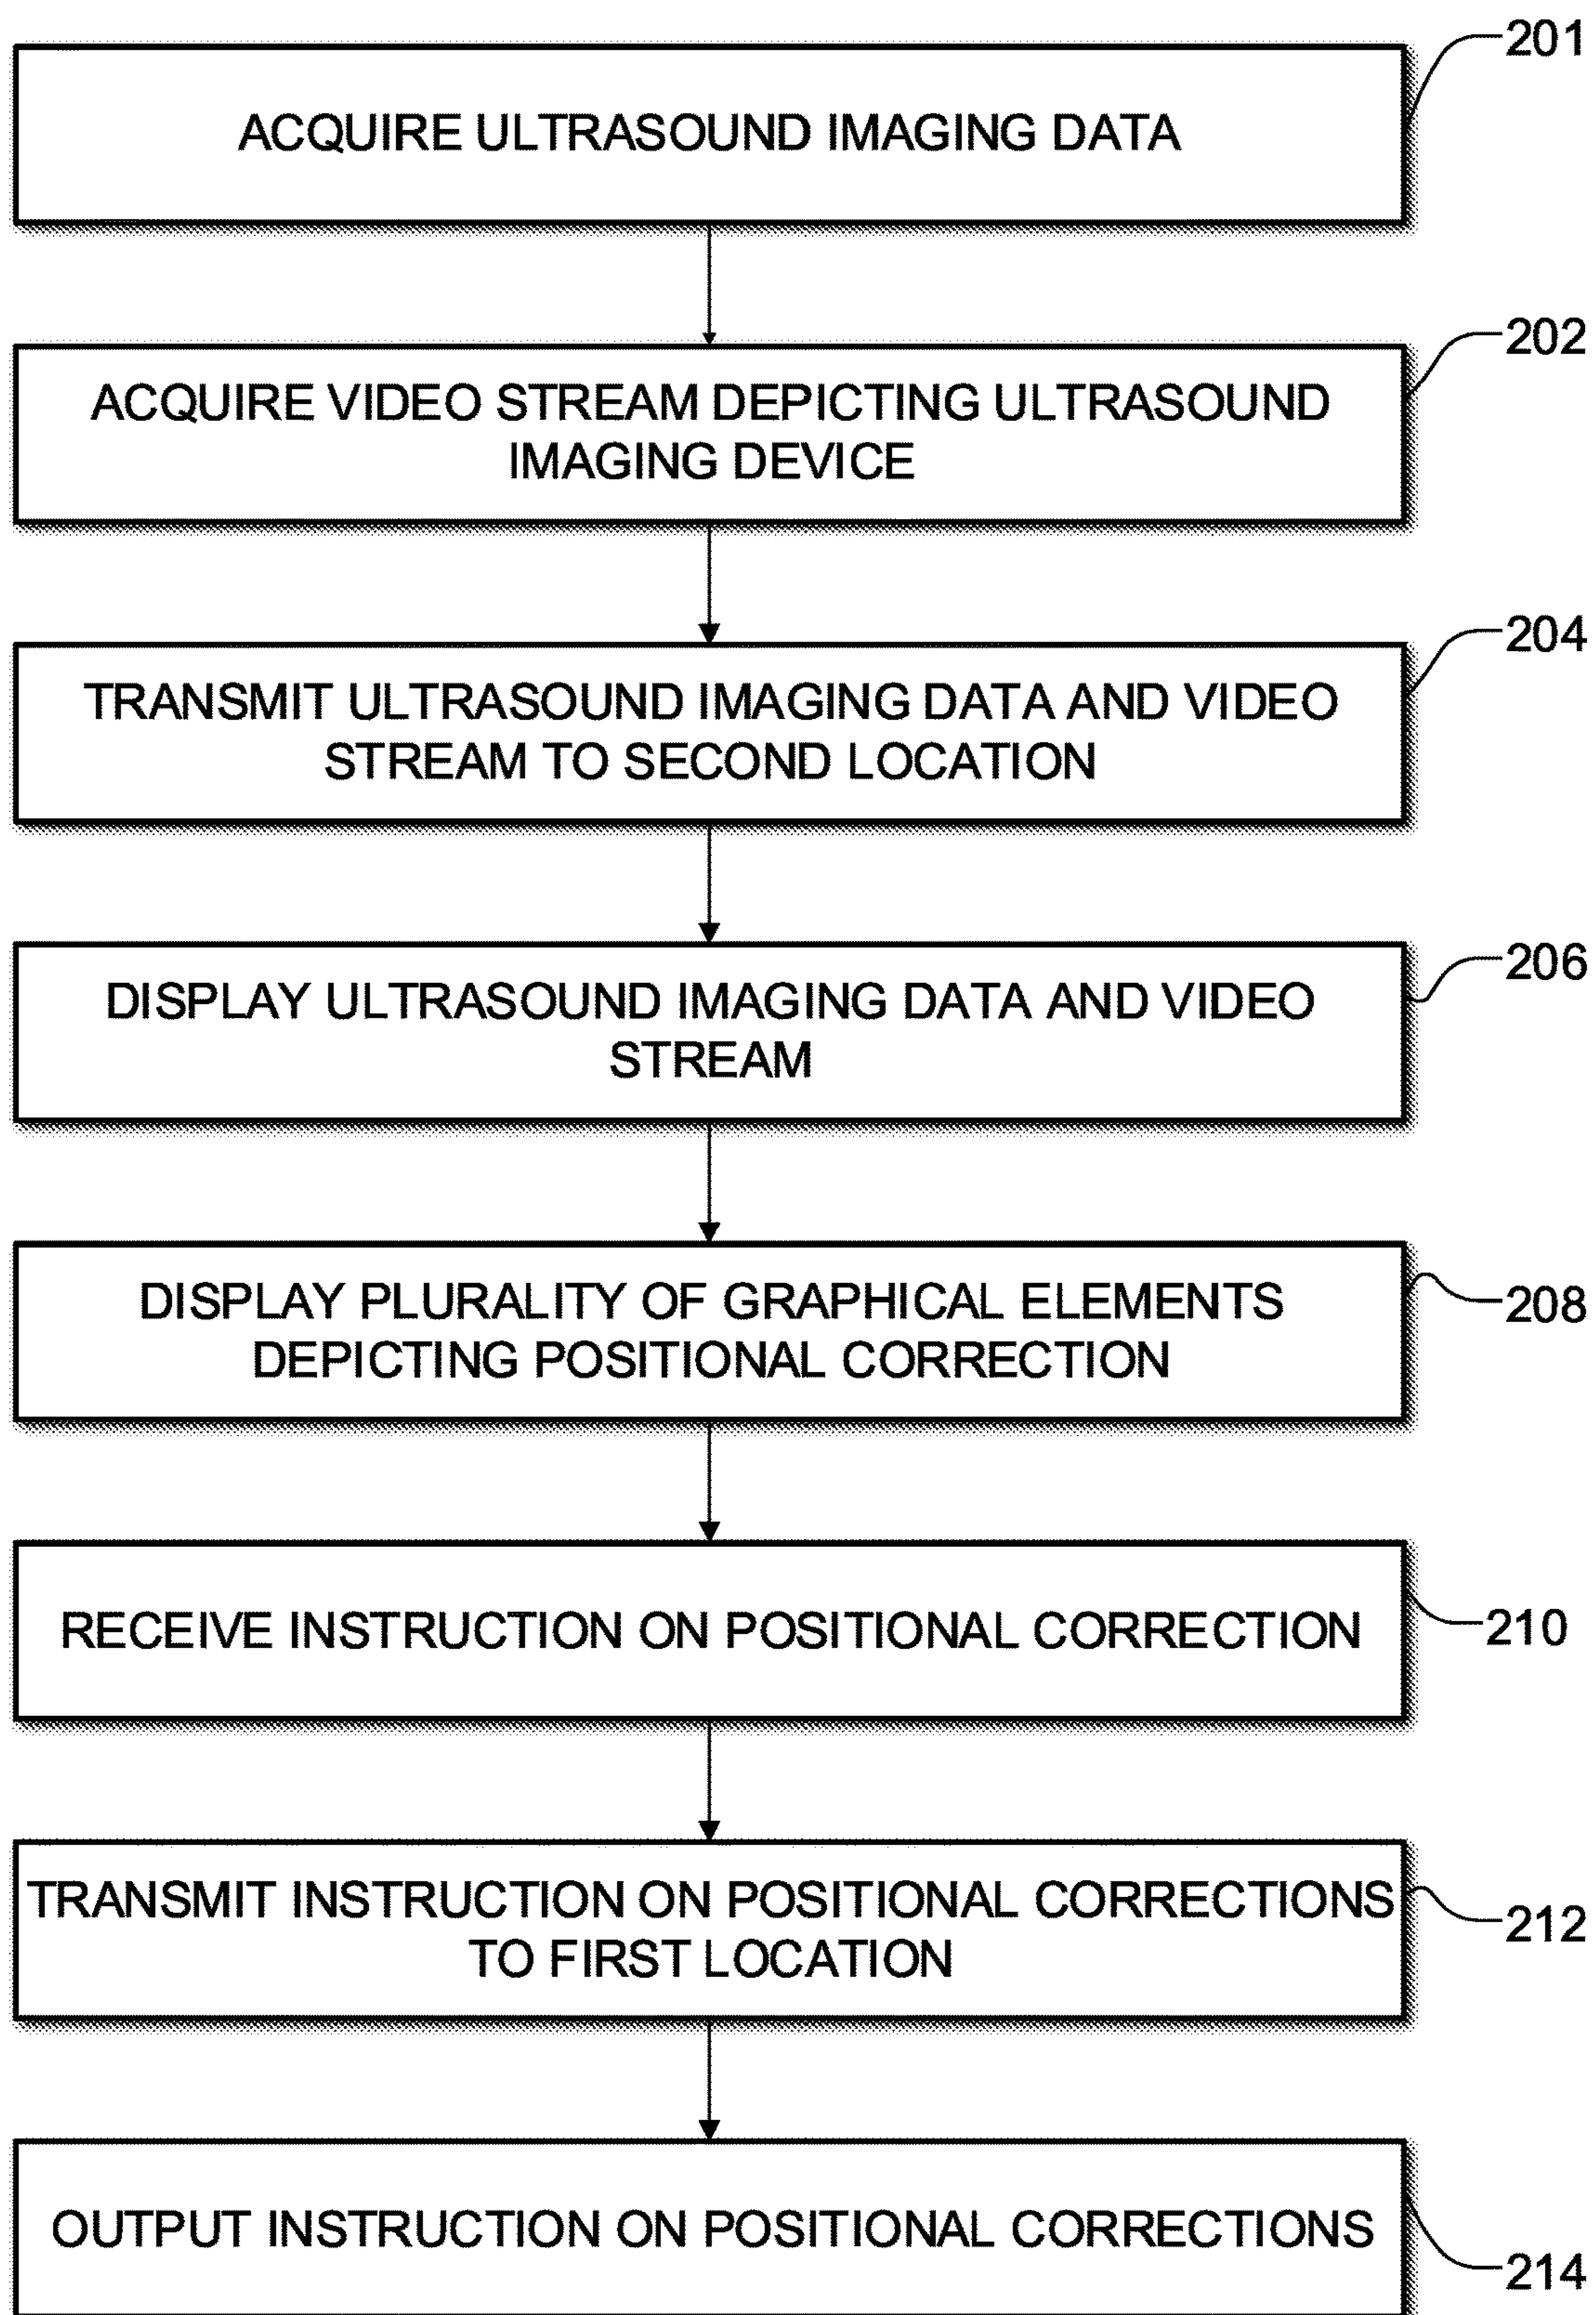 201
ACQUIRE ULTRASOUND IMAGING DATA
202
ACQUIRE VIDEO STREAM DEPICTING ULTRASOUND
IMAGING DEVICE
204
TRANSMIT ULTRASOUND IMAGING DATA AND VIDEO
STREAM TO SECOND LOCATION
206
DISPLAY ULTRASOUND IMAGING DATA AND VIDEO
STREAM
208
DISPLAY PLURALITY OF GRAPHICAL ELEMENTS
DEPICTING POSITIONAL CORRECTION
210
RECEIVE INSTRUCTION ON POSITIONAL CORRECTION
212
TRANSMIT INSTRUCTION ON POSITIONAL CORRECTIONS
TO FIRST LOCATION
OUTPUT INSTRUCTION ON POSITIONAL CORRECTIONS
214